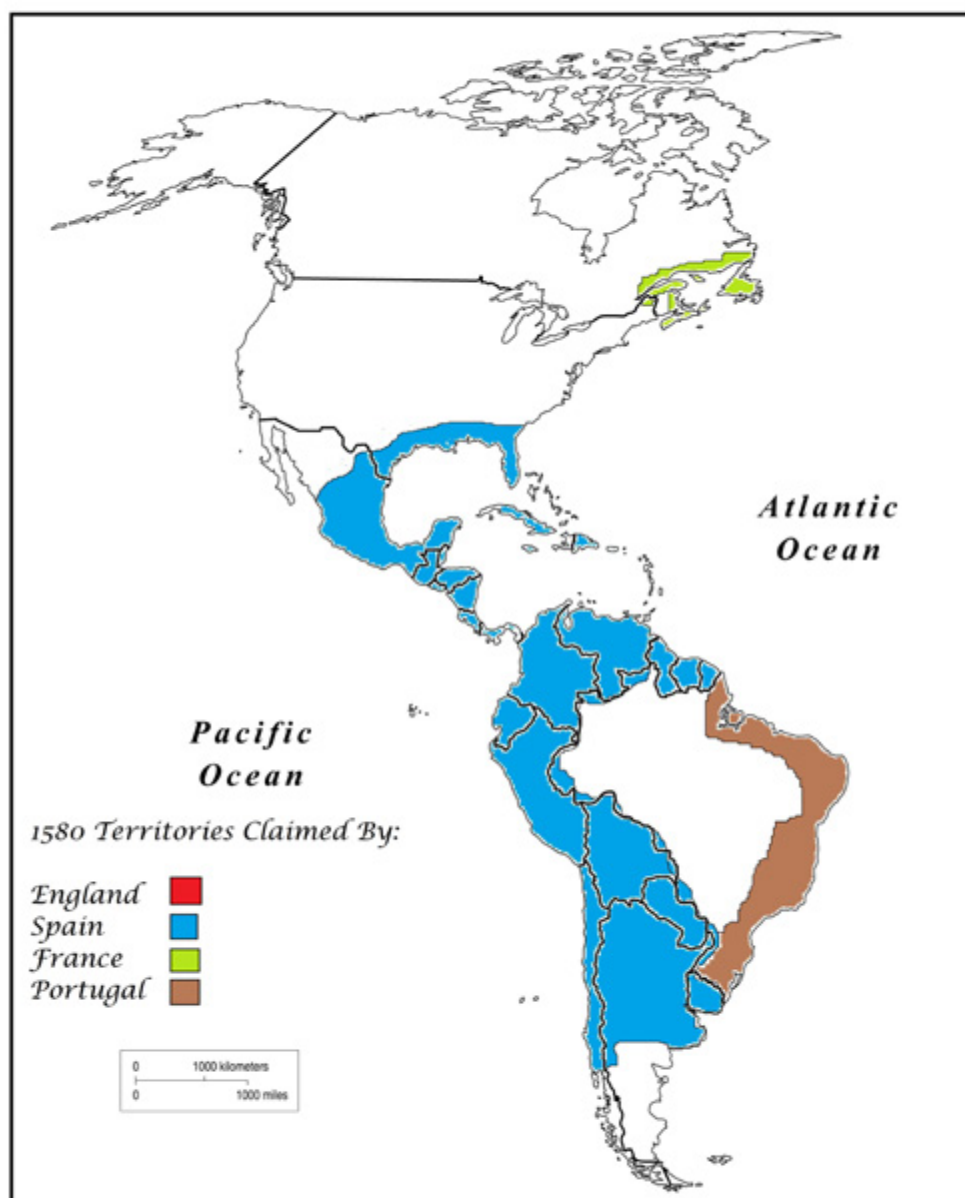 Atlantic
Ocean
Pacific
Ocean
1580 Territories Claimed By:
England
Spain
France
Portugal
0 1000 kilometers
0 1000 miles